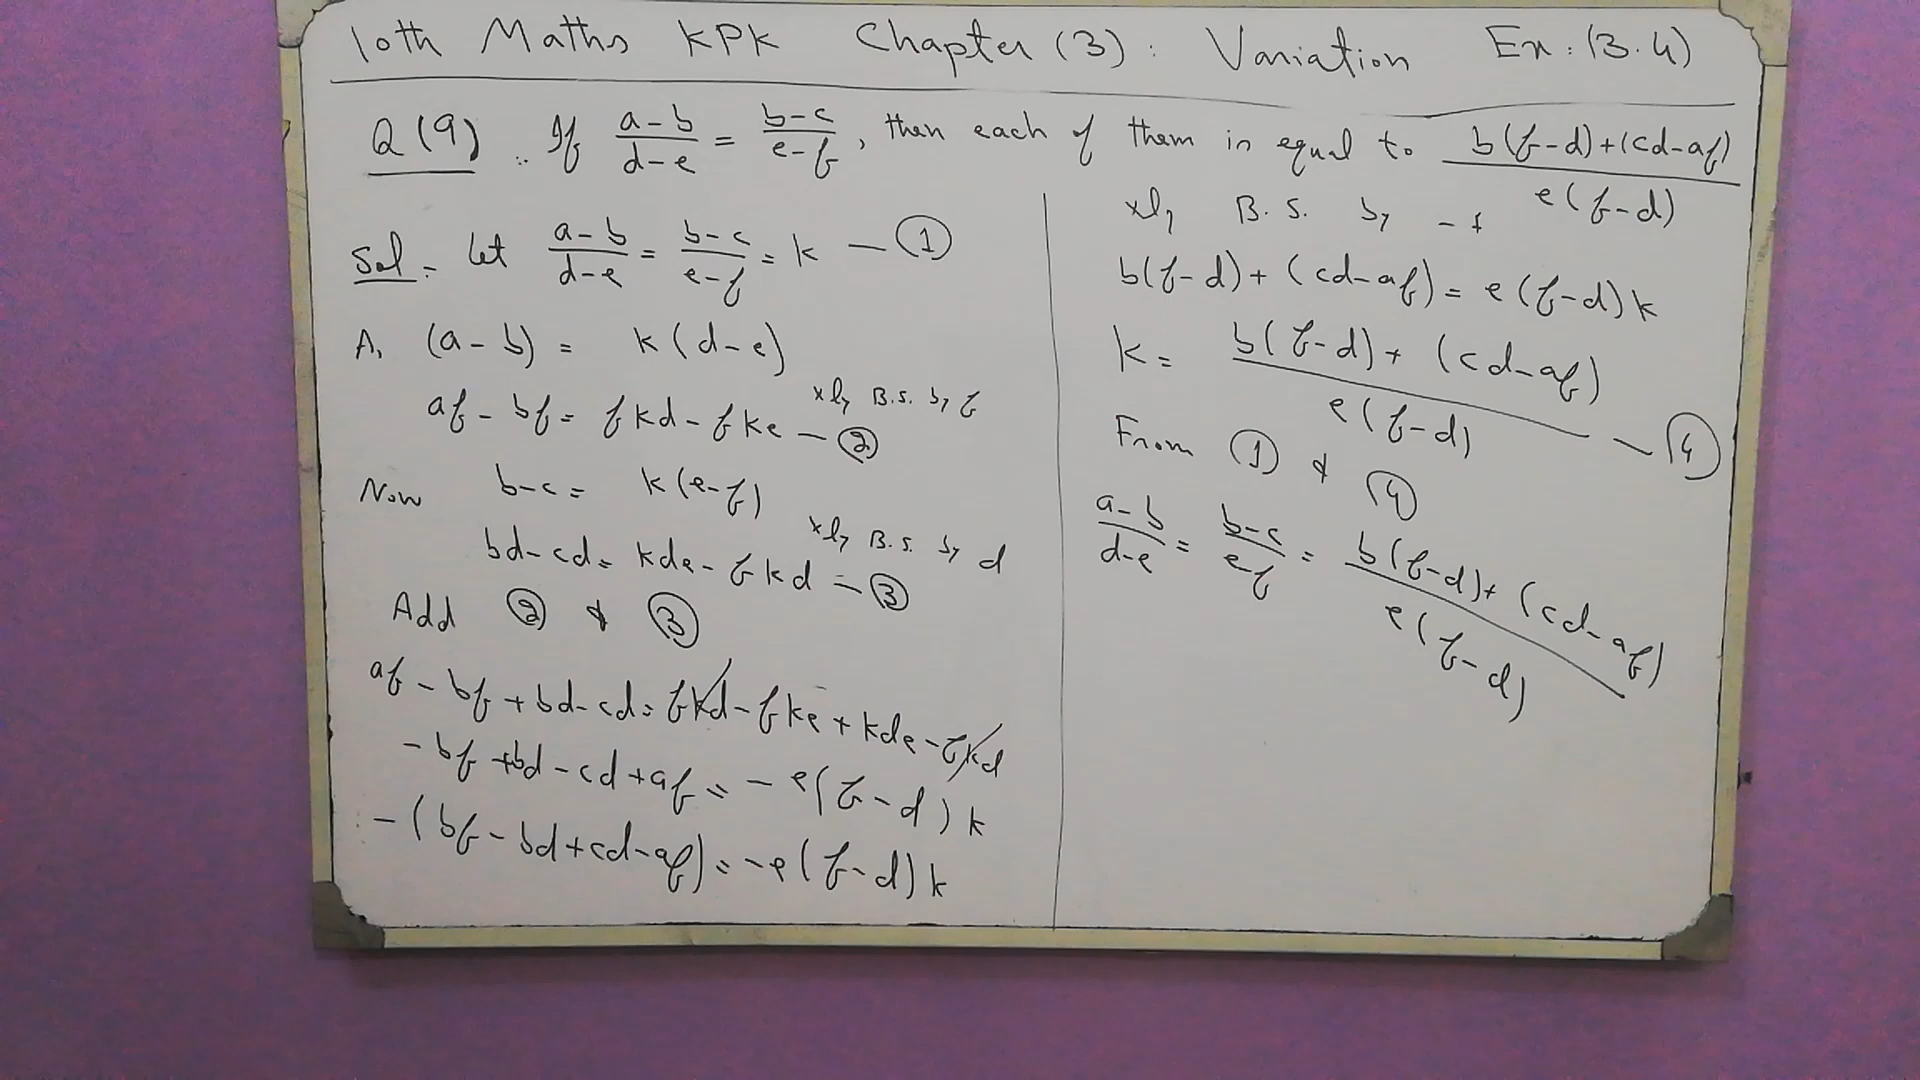 10th Maths KPK Chapter (3) : Variation Ex : (3.4)
Q(9) If (a-b)/(d-e) = (b-c)/(e-f), then each of them is equal to (b(f-d)+(cd-af))/(e(f-d))
Sol - Let (a-b)/(d-e) = (b-c)/(e-f) = k — ①
A, (a-b) = k(d-e)
xly B.S. by f
af - bf = fkd - fke — ②
Now b-c = k(e-f)
xly B.S. by d
bd-cd = kde - fkd — ③
Add ② & ③
af - bf + bd - cd = fkd - fke + kde - fkd
- bf + bd - cd + af = - e(f-d)k
- (bf - bd + cd - af) = - e(f-d)k
xly B.S. by -1
b(f-d) + (cd-af) = e(f-d)k
k = (b(f-d) + (cd-af))/(e(f-d)) — ④
From ① & ④
(a-b)/(d-e) = (b-c)/(e-f) = (b(f-d) + (cd-af))/(e(f-d))